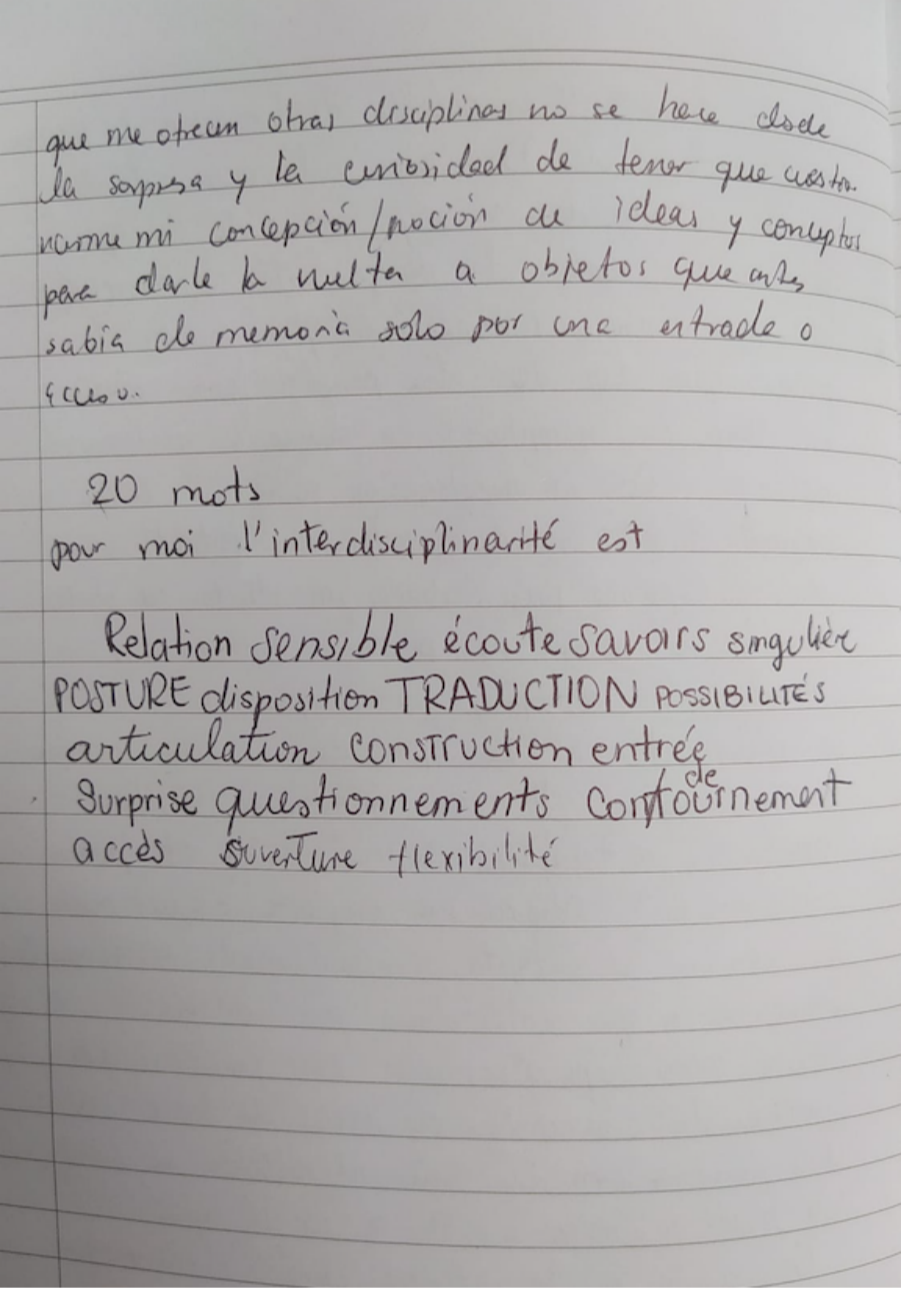 que me ofrecen otras disciplinas no se hace desde
la sorpresa y la curiosidad de tener que cuestio-
narme mi concepción/noción de ideas y conceptos
para darle la vuelta a objetos que antes
sabía de memoria solo por una entrada o
acceso.
20 mots
pour moi l'interdisciplinarité est
Relation sensible écoute savoirs singulière
POSTURE disposition TRADUCTION POSSIBILITÉS
articulation construction entrée
de
Surprise questionnements contournement
accès ouverture flexibilité